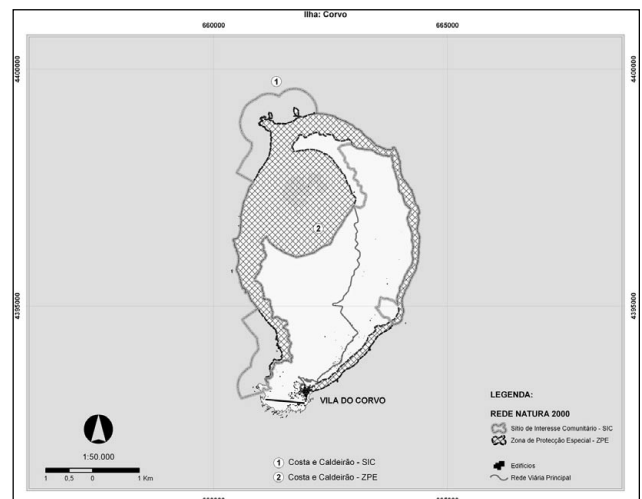 Ilha: Corvo
660000
665000
4400000
4400000
1
2
4395000
4395000
VILA DO CORVO
LEGENDA:
REDE NATURA 2000
Sítio de Interesse Comunitário - SIC
Zona de Protecção Especial - ZPE
Edifícios
Rede Viária Principal
1:50.000
1 0,5 0 1 Km
1 Costa e Caldeirão - SIC
2 Costa e Caldeirão - ZPE